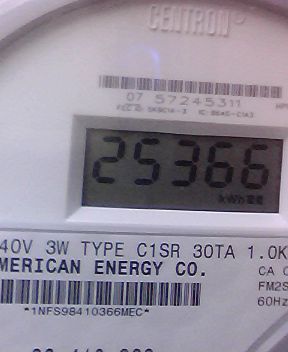 CENTRON®
07 57245311
25366
kWh
40V 3W TYPE C1SR 30TA 1.0K
MERICAN ENERGY CO.
CA
FM2S
60Hz
*1NFS98410366MEC*